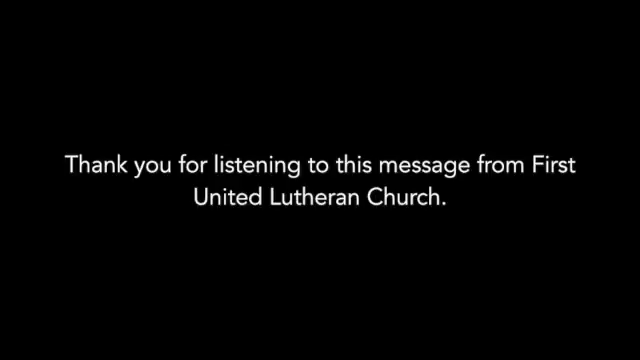 Thank you for listening to this message from First
United Lutheran Church.